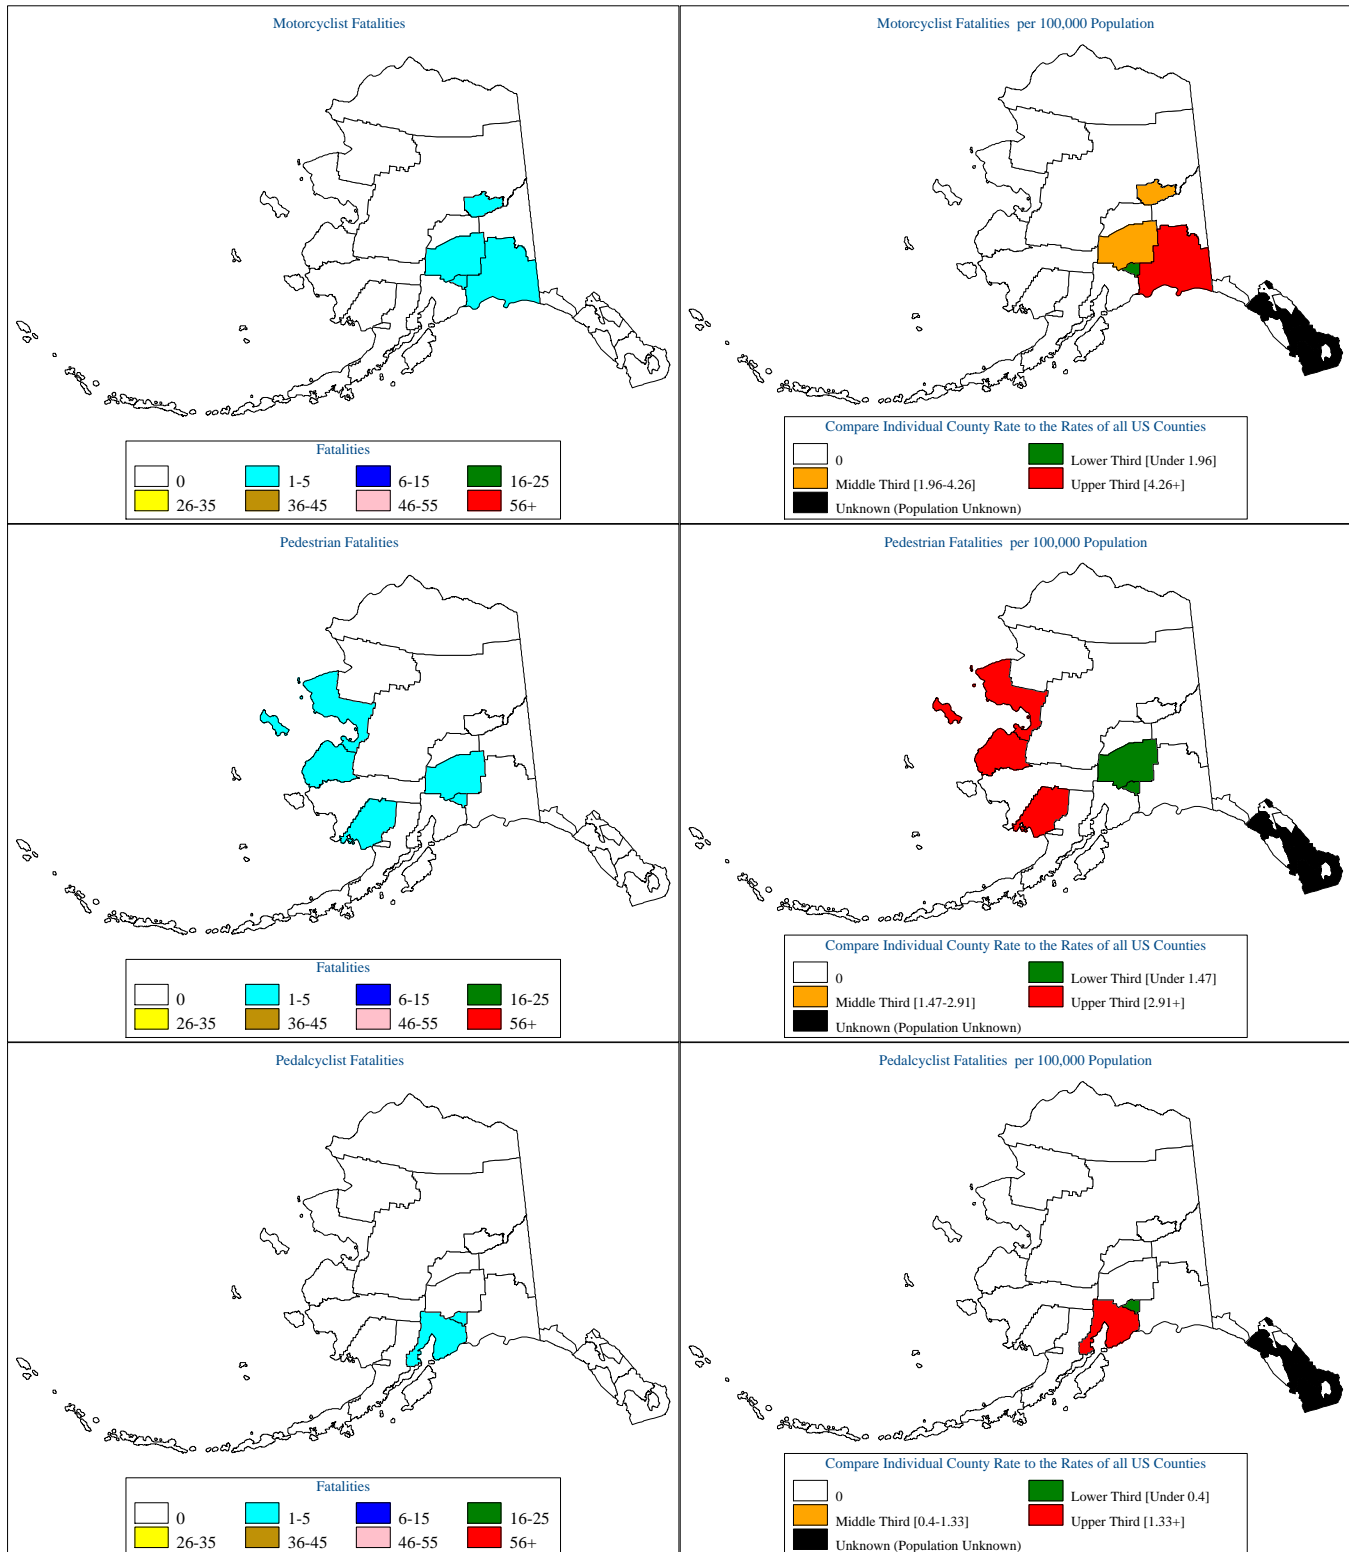 Motorcyclist Fatalities
Fatalities
0 1-5 6-15 16-25
26-35 36-45 46-55 56+
Motorcyclist Fatalities per 100,000 Population
Compare Individual County Rate to the Rates of all US Counties
0 Lower Third [Under 1.96]
Middle Third [1.96-4.26] Upper Third [4.26+]
Unknown (Population Unknown)
Pedestrian Fatalities
Fatalities
0 1-5 6-15 16-25
26-35 36-45 46-55 56+
Pedestrian Fatalities per 100,000 Population
Compare Individual County Rate to the Rates of all US Counties
0 Lower Third [Under 1.47]
Middle Third [1.47-2.91] Upper Third [2.91+]
Unknown (Population Unknown)
Pedalcyclist Fatalities
Fatalities
0 1-5 6-15 16-25
26-35 36-45 46-55 56+
Pedalcyclist Fatalities per 100,000 Population
Compare Individual County Rate to the Rates of all US Counties
0 Lower Third [Under 0.4]
Middle Third [0.4-1.33] Upper Third [1.33+]
Unknown (Population Unknown)